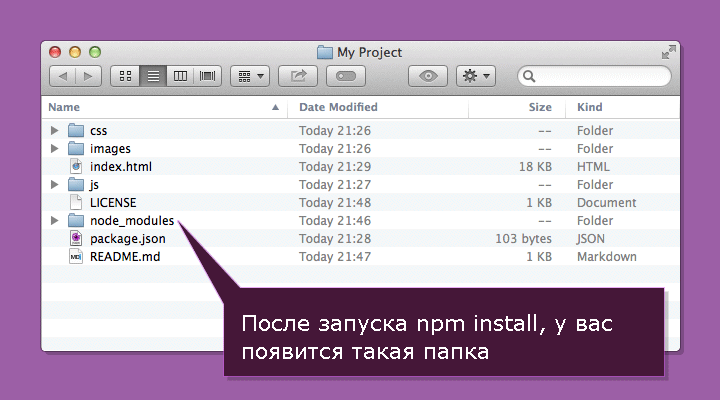 My Project
Name Date Modified Size Kind
css Today 21:26 -- Folder
images Today 21:26 -- Folder
index.html Today 21:29 18 KB HTML
js Today 21:27 -- Folder
LICENSE Today 21:48 1 KB Document
node_modules Today 21:46 -- Folder
package.json Today 21:28 103 bytes JSON
README.md Today 21:47 1 KB Markdown
После запуска npm install, у вас
появится такая папка